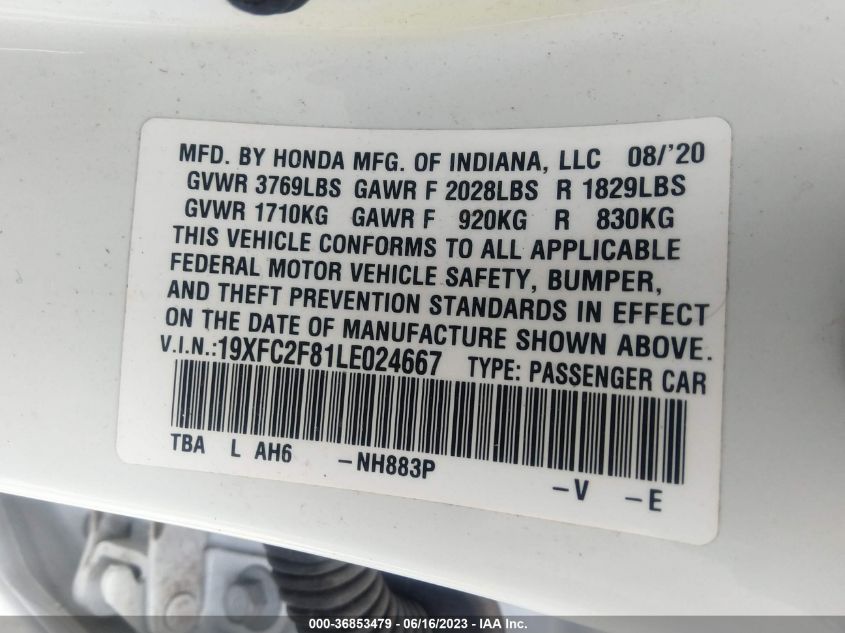 MFD. BY HONDA MFG. OF INDIANA, LLC 08/'20
GVWR 3769LBS GAWR F 2028LBS R 1829LBS
GVWR 1710KG GAWR F 920KG R 830KG
THIS VEHICLE CONFORMS TO ALL APPLICABLE
FEDERAL MOTOR VEHICLE SAFETY, BUMPER,
AND THEFT PREVENTION STANDARDS IN EFFECT
ON THE DATE OF MANUFACTURE SHOWN ABOVE.
V.I.N.:19XFC2F81LE024667 TYPE: PASSENGER CAR
TBA L AH6 -NH883P -V -E
000-36853479 - 06/16/2023 - IAA Inc.